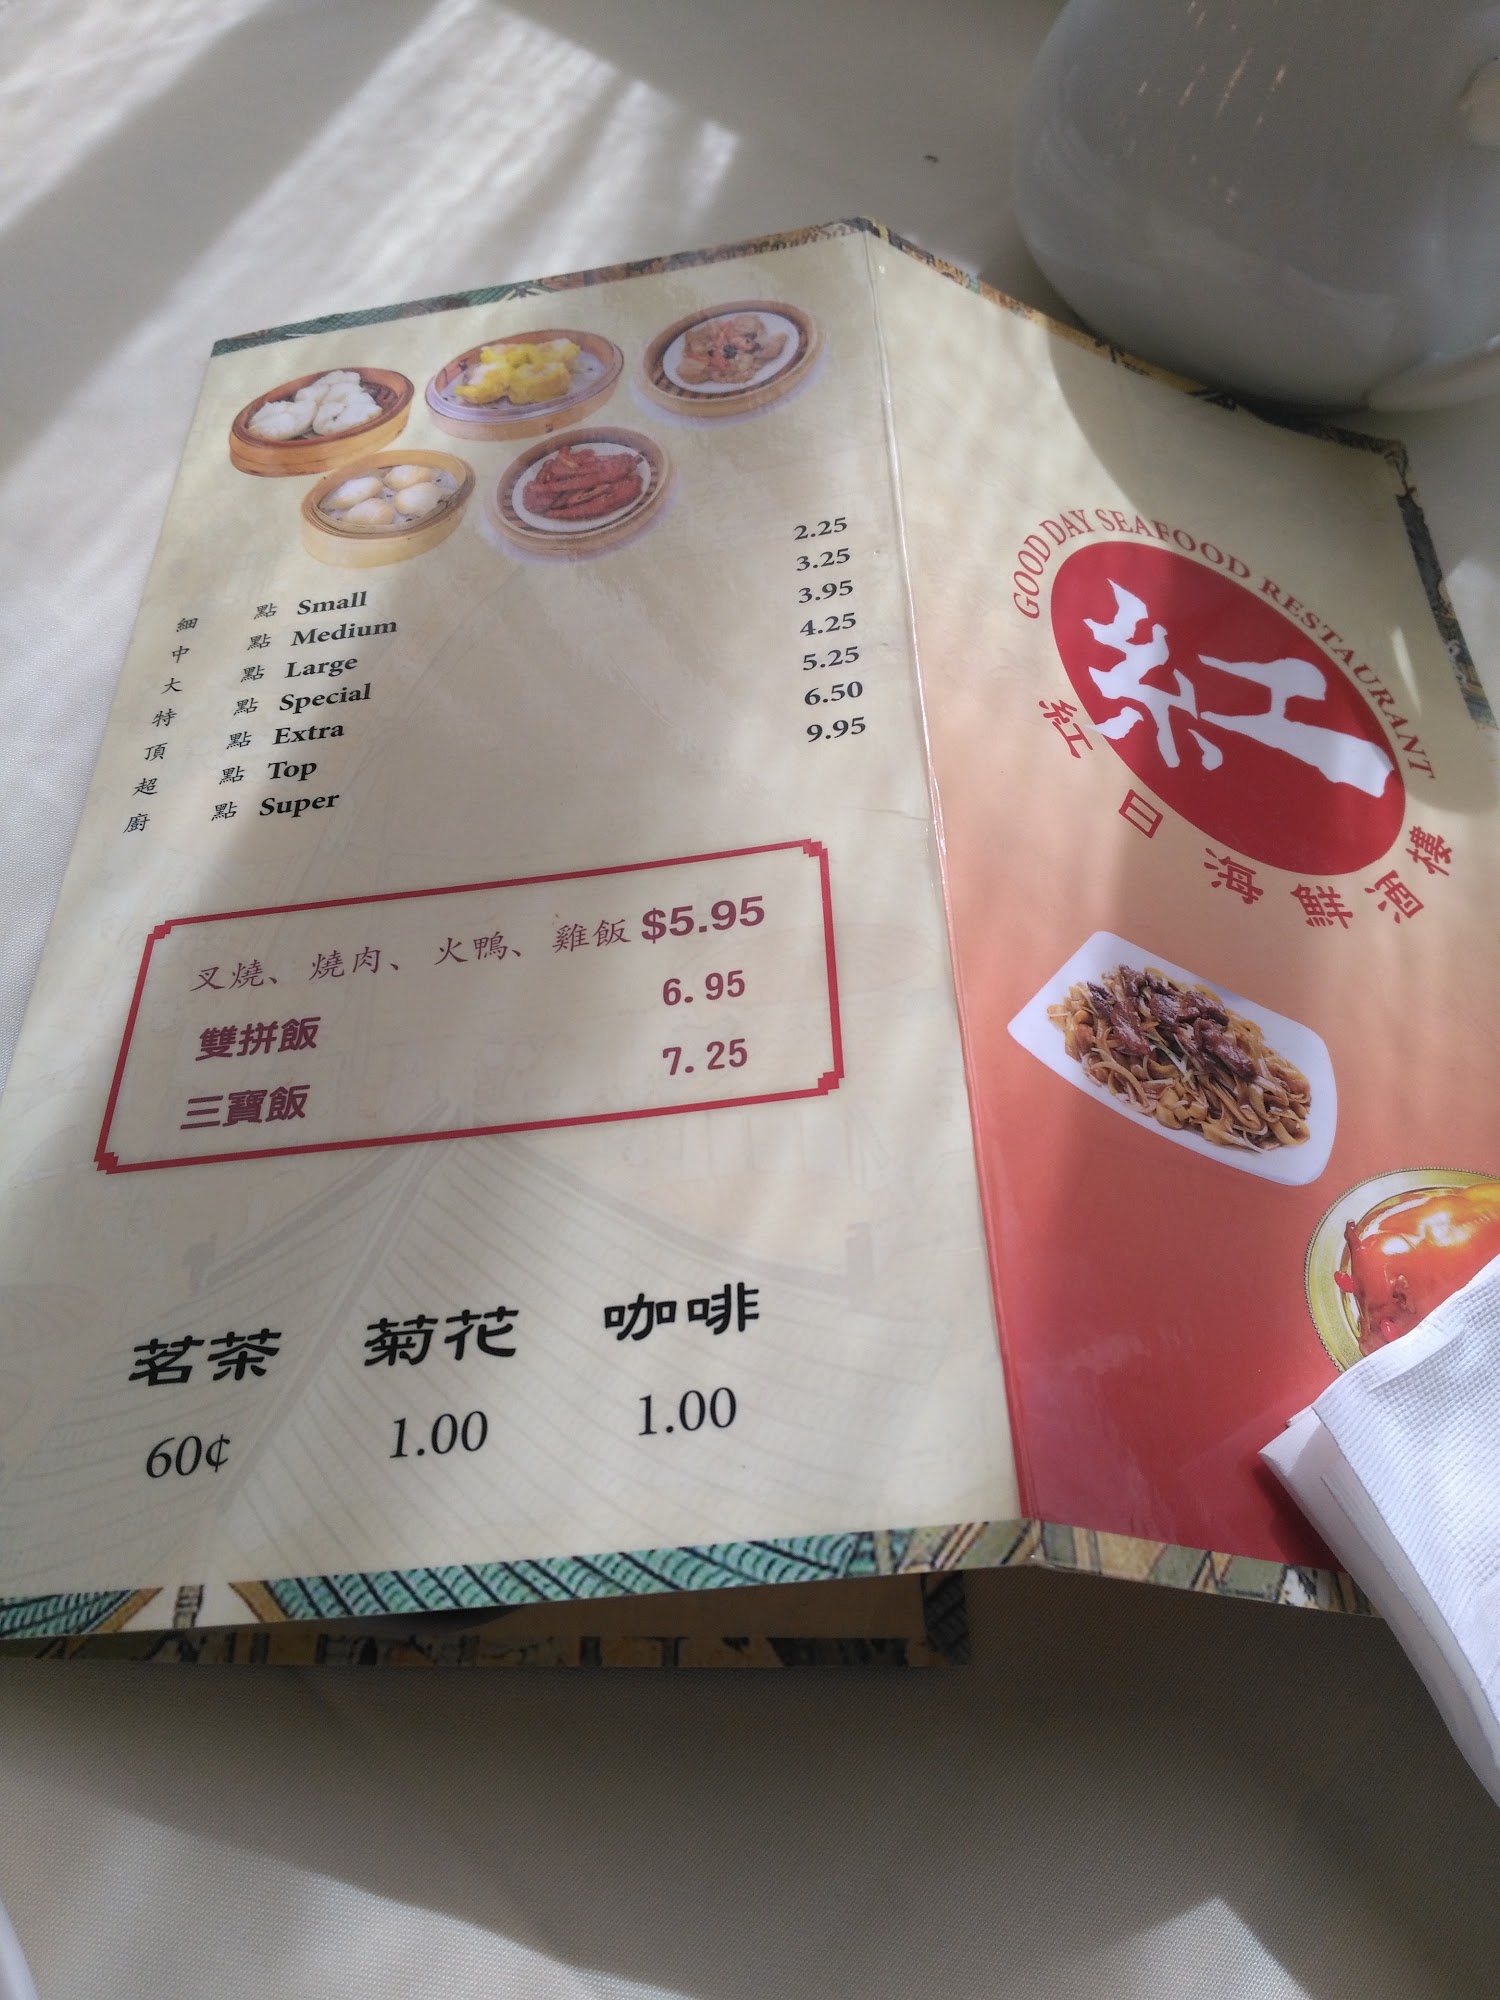 細 點 Small 2.25
中 點 Medium 3.25
大 點 Large 3.95
特 點 Special 4.25
頂 點 Extra 5.25
超 點 Top 6.50
廚 點 Super 9.95
叉燒、燒肉、火鴨、雞飯 $5.95
雙拼飯 6.95
三寶飯 7.25
茗茶 菊花 咖啡
60¢ 1.00 1.00
GOOD DAY SEAFOOD RESTAURANT
紅
紅日海鮮酒樓